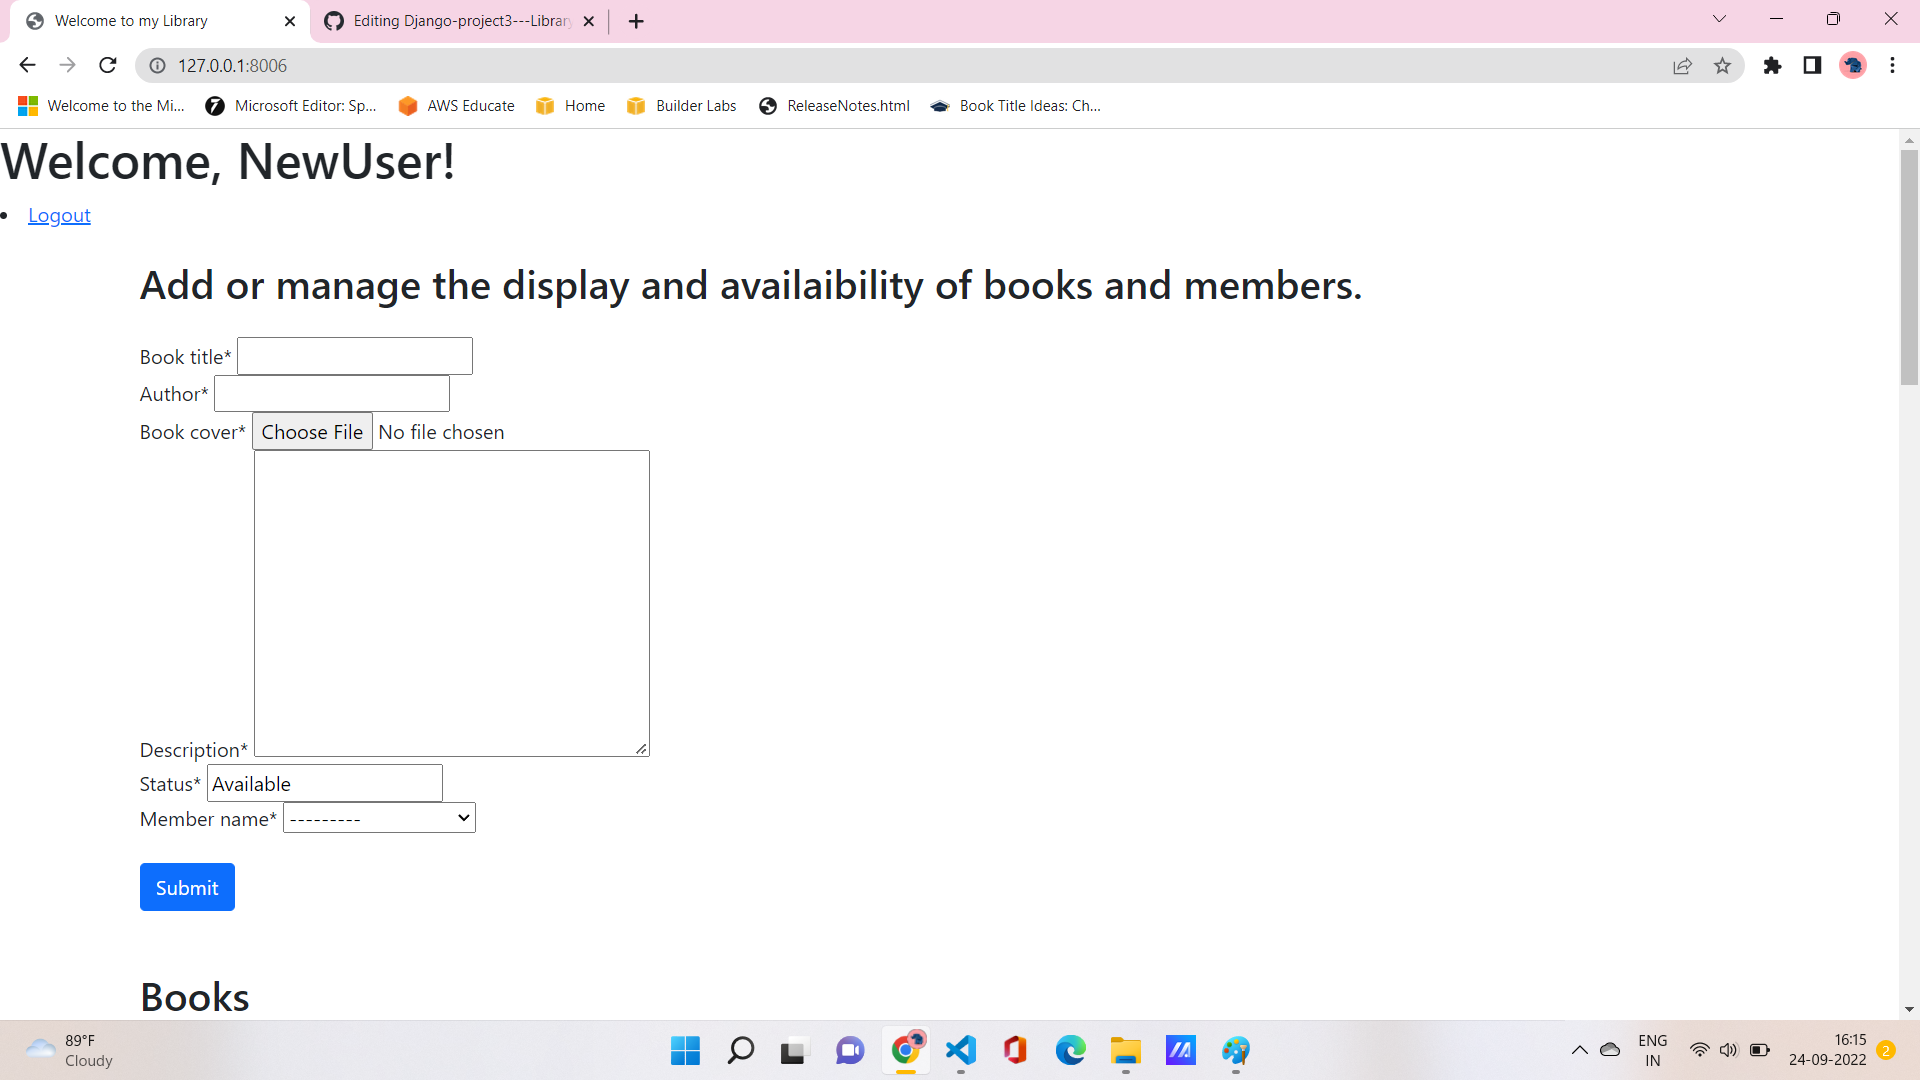 Welcome to my Library
Editing Django-project3---Library
127.0.0.1:8006
Welcome to the Mi...
Microsoft Editor: Sp...
AWS Educate
Home
Builder Labs
ReleaseNotes.html
Book Title Ideas: Ch...
Welcome, NewUser!
Logout
Add or manage the display and availaibility of books and members.
Book title*
Author*
Book cover* Choose File No file chosen
Description*
Status* Available
Member name* ---------
Submit
Books
89°F
Cloudy
ENG
IN
16:15
24-09-2022
2